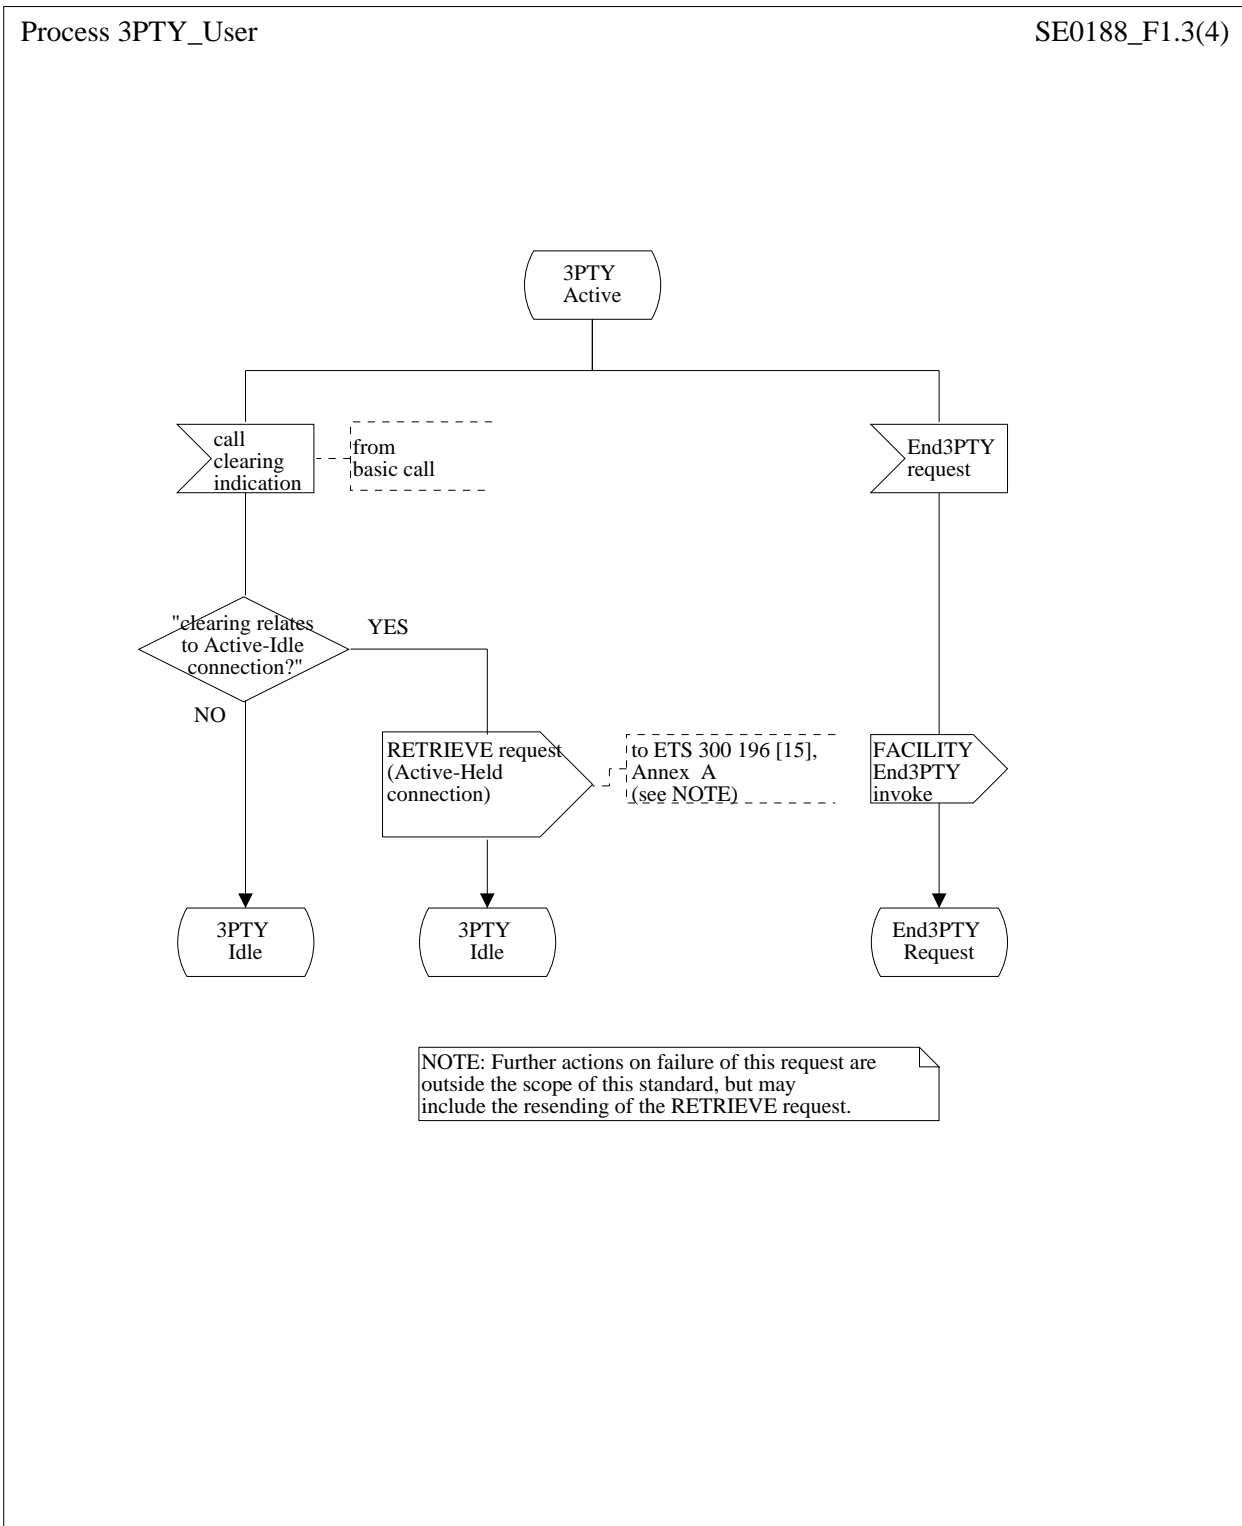 Process 3PTY_User
SE0188_F1.3(4)
3PTY
Active
call
clearing
indication
from
basic call
End3PTY
request
"clearing relates
to Active-Idle
connection?"
YES
NO
RETRIEVE request
(Active-Held
connection)
to ETS 300 196 [15],
Annex A
(see NOTE)
FACILITY
End3PTY
invoke
3PTY
Idle
3PTY
Idle
End3PTY
Request
NOTE: Further actions on failure of this request are
outside the scope of this standard, but may
include the resending of the RETRIEVE request.